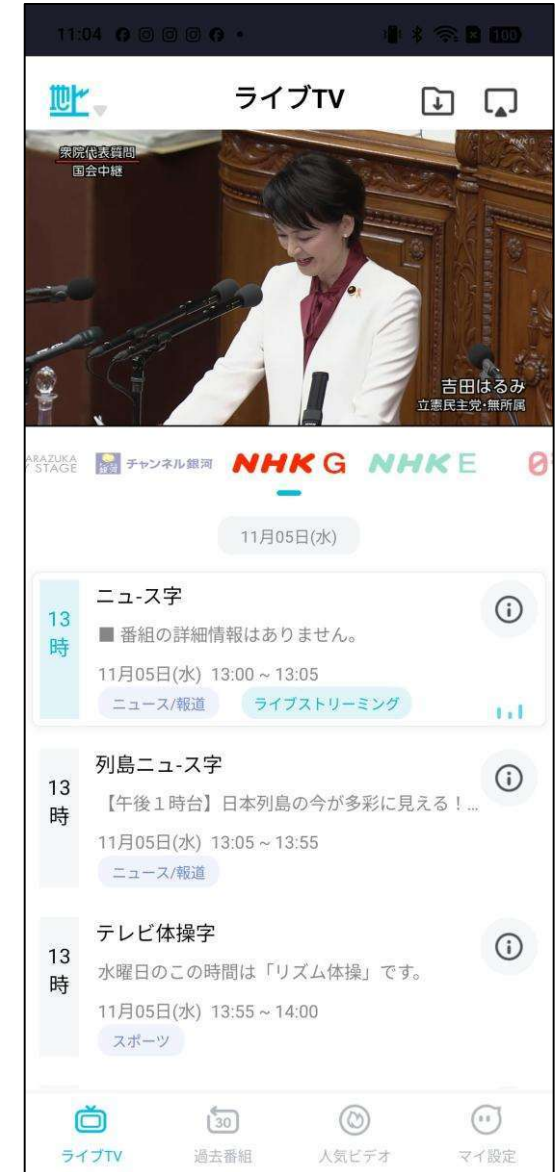 11:04
100
地上
ライブTV
衆院代表質問
国会中継
NHK G
吉田はるみ
立憲民主党・無所属
ARAZUKA
STAGE
チャンネル銀河
NHK G
NHK E
11月05日(水)
13
時
ニュース字
■ 番組の詳細情報はありません。
11月05日(水) 13:00 ~ 13:05
ニュース/報道
ライブストリーミング
13
時
列島ニュース字
【午後１時台】日本列島の今が多彩に見える！...
11月05日(水) 13:05 ~ 13:55
ニュース/報道
13
時
テレビ体操字
水曜日のこの時間は「リズム体操」です。
11月05日(水) 13:55 ~ 14:00
スポーツ
30
ライブTV
過去番組
人気ビデオ
マイ設定